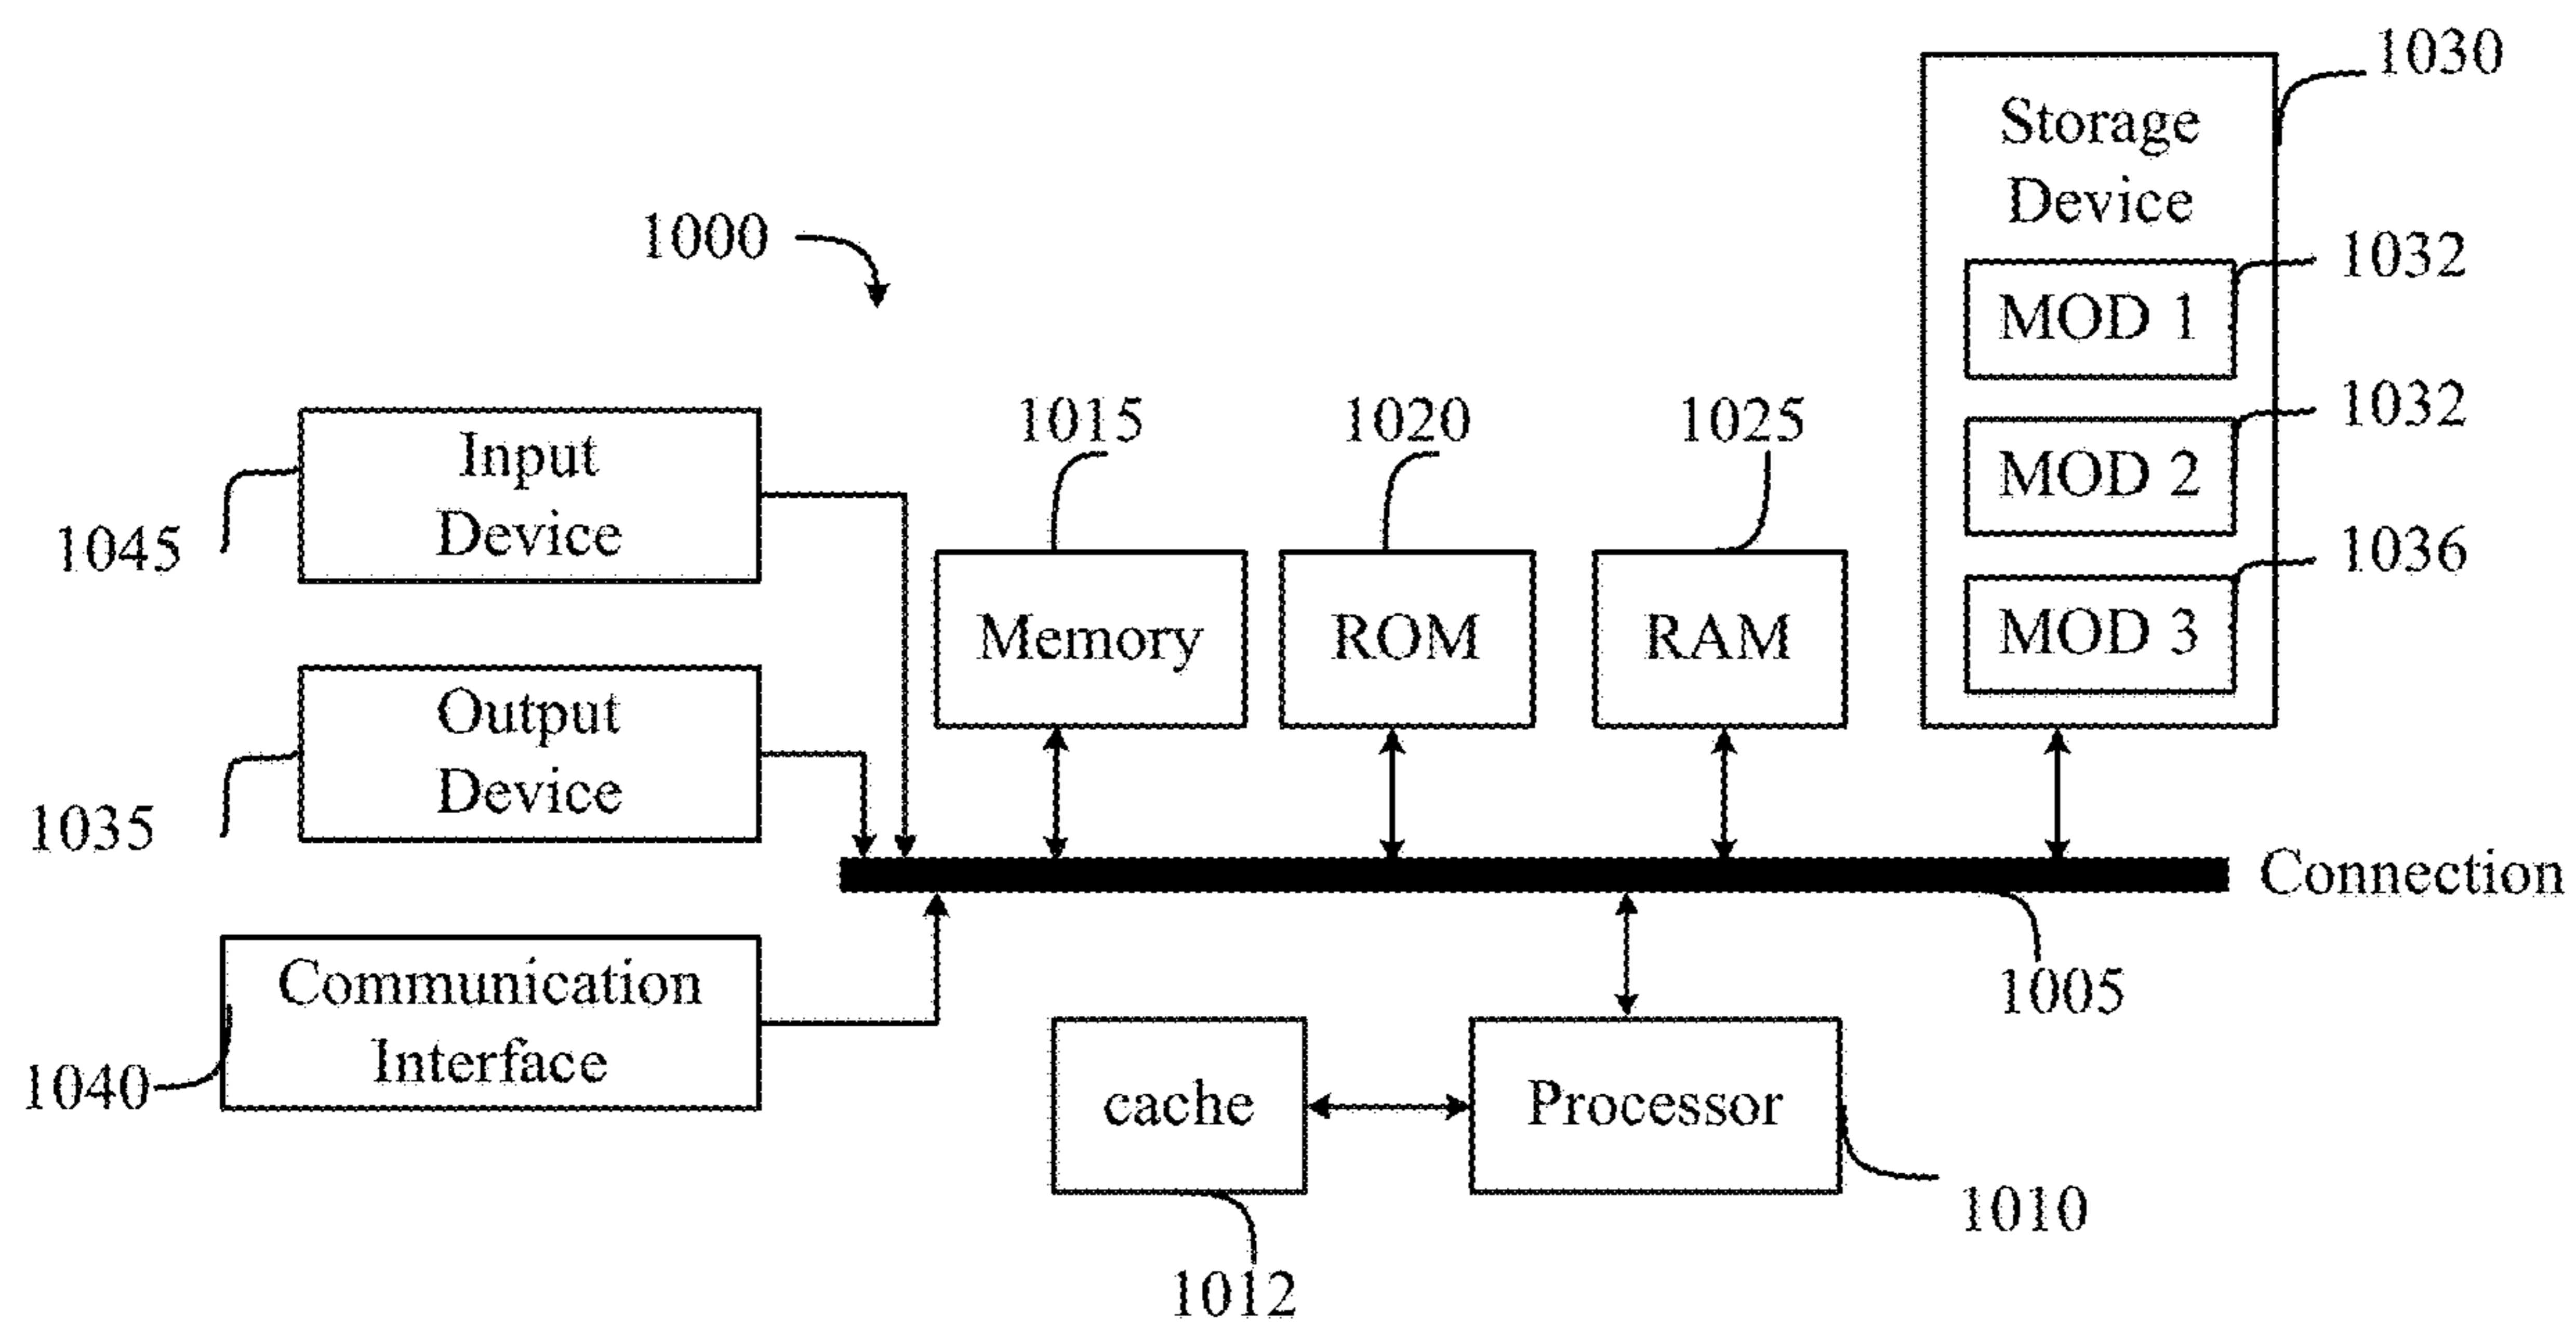 1030
Storage
Device
1000
1032
MOD 1
1015
1020
1025
1032
Input
Device
MOD 2
1045
1036
Memory
ROM
RAM
MOD 3
Output
Device
1035
Connection
Communication
Interface
1005
1040
cache
Processor
1010
1012